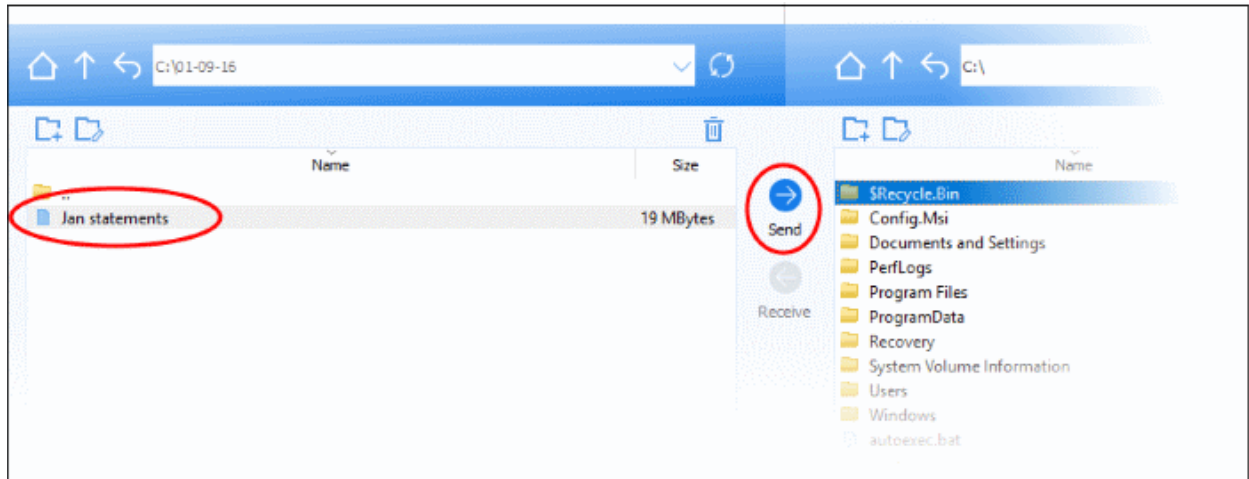 C:\01-09-16
C:\
Name
Size
Name
..
Jan statements
19 MBytes
Send
Receive
$Recycle.Bin
Config.Msi
Documents and Settings
PerfLogs
Program Files
ProgramData
Recovery
System Volume Information
Users
Windows
autoexec.bat